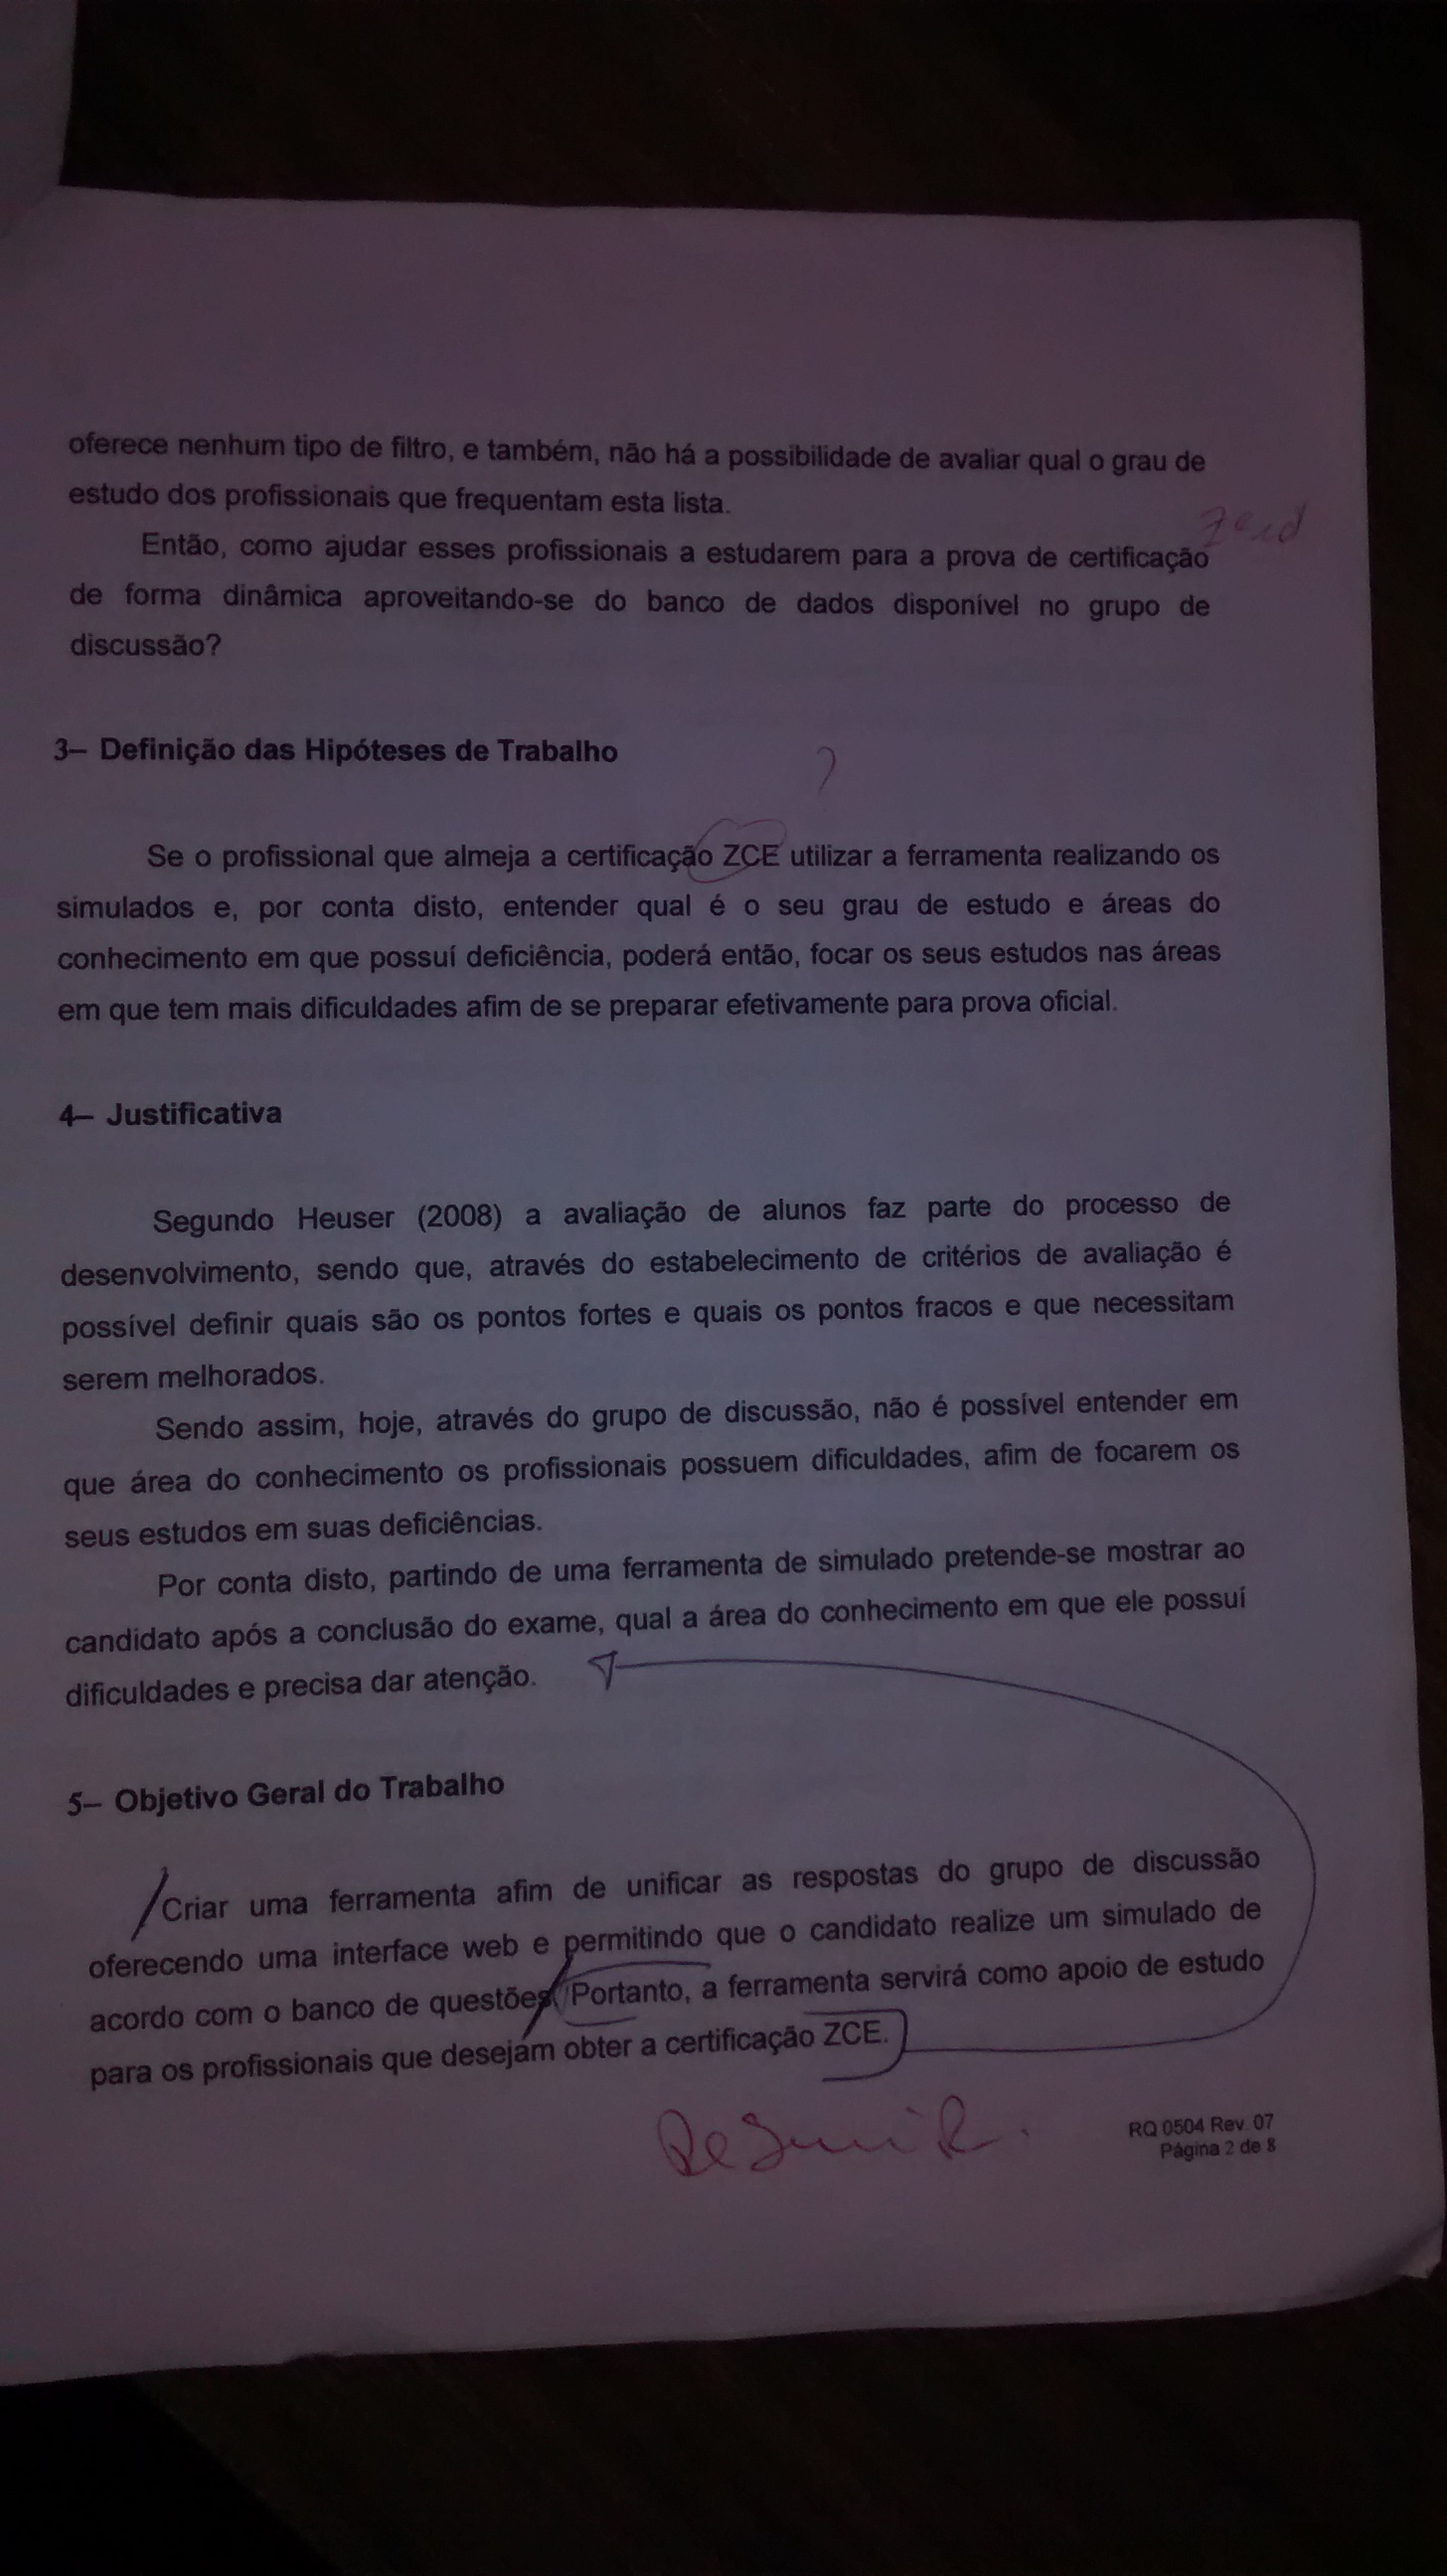 oferece nenhum tipo de filtro, e também, não há a possibilidade de avaliar qual o grau de
estudo dos profissionais que frequentam esta lista.
Então, como ajudar esses profissionais a estudarem para a prova de certificação
de forma dinâmica aproveitando-se do banco de dados disponível no grupo de
discussão?
3– Definição das Hipóteses de Trabalho
?
Se o profissional que almeja a certificação ZCE utilizar a ferramenta realizando os
simulados e, por conta disto, entender qual é o seu grau de estudo e áreas do
conhecimento em que possuí deficiência, poderá então, focar os seus estudos nas áreas
em que tem mais dificuldades afim de se preparar efetivamente para prova oficial.
4– Justificativa
Segundo Heuser (2008) a avaliação de alunos faz parte do processo de
desenvolvimento, sendo que, através do estabelecimento de critérios de avaliação é
possível definir quais são os pontos fortes e quais os pontos fracos e que necessitam
serem melhorados.
Sendo assim, hoje, através do grupo de discussão, não é possível entender em
que área do conhecimento os profissionais possuem dificuldades, afim de focarem os
seus estudos em suas deficiências.
Por conta disto, partindo de uma ferramenta de simulado pretende-se mostrar ao
candidato após a conclusão do exame, qual a área do conhecimento em que ele possuí
dificuldades e precisa dar atenção.
5– Objetivo Geral do Trabalho
Criar uma ferramenta afim de unificar as respostas do grupo de discussão
oferecendo uma interface web e permitindo que o candidato realize um simulado de
acordo com o banco de questões. Portanto, a ferramenta servirá como apoio de estudo
para os profissionais que desejam obter a certificação ZCE.
Resumir.
RQ 0504 Rev. 07
Página 2 de 8